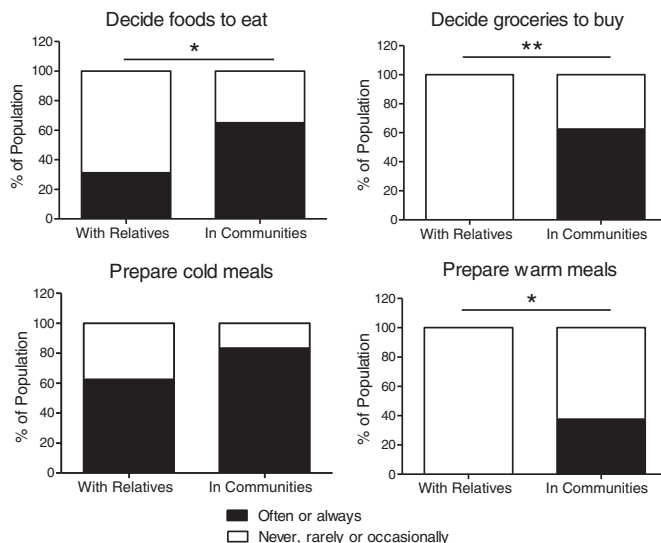 Decide foods to eat
120
100
80
60
40
20
0
% of Population
*
With Relatives
In Communities
Decide groceries to buy
120
100
80
60
40
20
0
% of Population
**
With Relatives
In Communities
Prepare cold meals
120
100
80
60
40
20
0
% of Population
With Relatives
In Communities
Prepare warm meals
120
100
80
60
40
20
0
% of Population
*
With Relatives
In Communities
Often or always
Never, rarely or occasionally